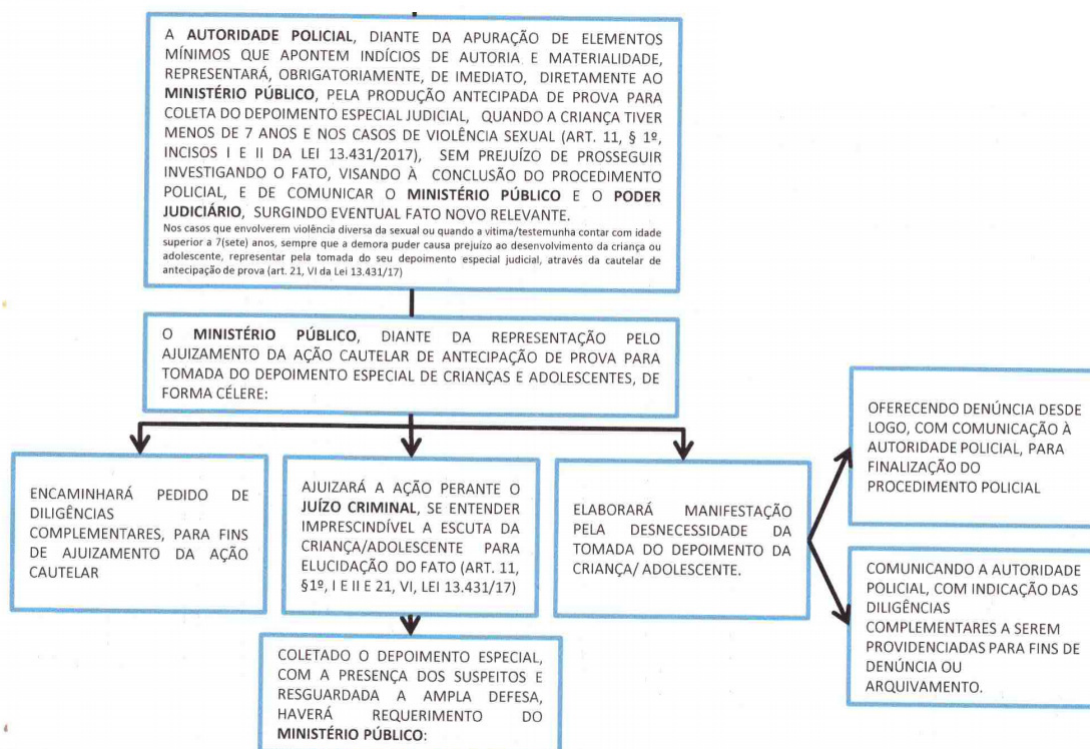 A AUTORIDADE POLICIAL, DIANTE DA APURAÇÃO DE ELEMENTOS
MÍNIMOS QUE APONTEM INDÍCIOS DE AUTORIA E MATERIALIDADE,
REPRESENTARÁ, OBRIGATORIAMENTE, DE IMEDIATO, DIRETAMENTE AO
MINISTÉRIO PÚBLICO, PELA PRODUÇÃO ANTECIPADA DE PROVA PARA
COLETA DO DEPOIMENTO ESPECIAL JUDICIAL, QUANDO A CRIANÇA TIVER
MENOS DE 7 ANOS E NOS CASOS DE VIOLÊNCIA SEXUAL (ART. 11, § 1º,
INCISOS I E II DA LEI 13.431/2017), SEM PREJUÍZO DE PROSSEGUIR
INVESTIGANDO O FATO, VISANDO À CONCLUSÃO DO PROCEDIMENTO
POLICIAL, E DE COMUNICAR O MINISTÉRIO PÚBLICO E O PODER
JUDICIÁRIO, SURGINDO EVENTUAL FATO NOVO RELEVANTE.
Nos casos que envolverem violência diversa da sexual ou quando a vítima/testemunha contar com idade
superior a 7(sete) anos, sempre que a demora puder causa prejuízo ao desenvolvimento da criança ou
adolescente, representar pela tomada do seu depoimento especial judicial, através da cautelar de
antecipação de prova (art. 21, VI da Lei 13.431/17)
O MINISTÉRIO PÚBLICO, DIANTE DA REPRESENTAÇÃO PELO
AJUIZAMENTO DA AÇÃO CAUTELAR DE ANTECIPAÇÃO DE PROVA PARA
TOMADA DO DEPOIMENTO ESPECIAL DE CRIANÇAS E ADOLESCENTES, DE
FORMA CÉLERE:
ENCAMINHARÁ PEDIDO DE
DILIGÊNCIAS
COMPLEMENTARES, PARA FINS
DE AJUIZAMENTO DA AÇÃO
CAUTELAR
AJUIZARÁ A AÇÃO PERANTE O
JUÍZO CRIMINAL, SE ENTENDER
IMPRESCINDÍVEL A ESCUTA DA
CRIANÇA/ADOLESCENTE PARA
ELUCIDAÇÃO DO FATO (ART. 11,
§1º, I E II E 21, VI, LEI 13.431/17)
ELABORARÁ MANIFESTAÇÃO
PELA DESNECESSIDADE DA
TOMADA DO DEPOIMENTO DA
CRIANÇA/ ADOLESCENTE.
OFERECENDO DENÚNCIA DESDE
LOGO, COM COMUNICAÇÃO À
AUTORIDADE POLICIAL, PARA
FINALIZAÇÃO DO
PROCEDIMENTO POLICIAL
COMUNICANDO A AUTORIDADE
POLICIAL, COM INDICAÇÃO DAS
DILIGÊNCIAS
COMPLEMENTARES A SEREM
PROVIDENCIADAS PARA FINS DE
DENÚNCIA OU
ARQUIVAMENTO.
COLETADO O DEPOIMENTO ESPECIAL,
COM A PRESENÇA DOS SUSPEITOS E
RESGUARDADA A AMPLA DEFESA,
HAVERÁ REQUERIMENTO DO
MINISTÉRIO PÚBLICO: